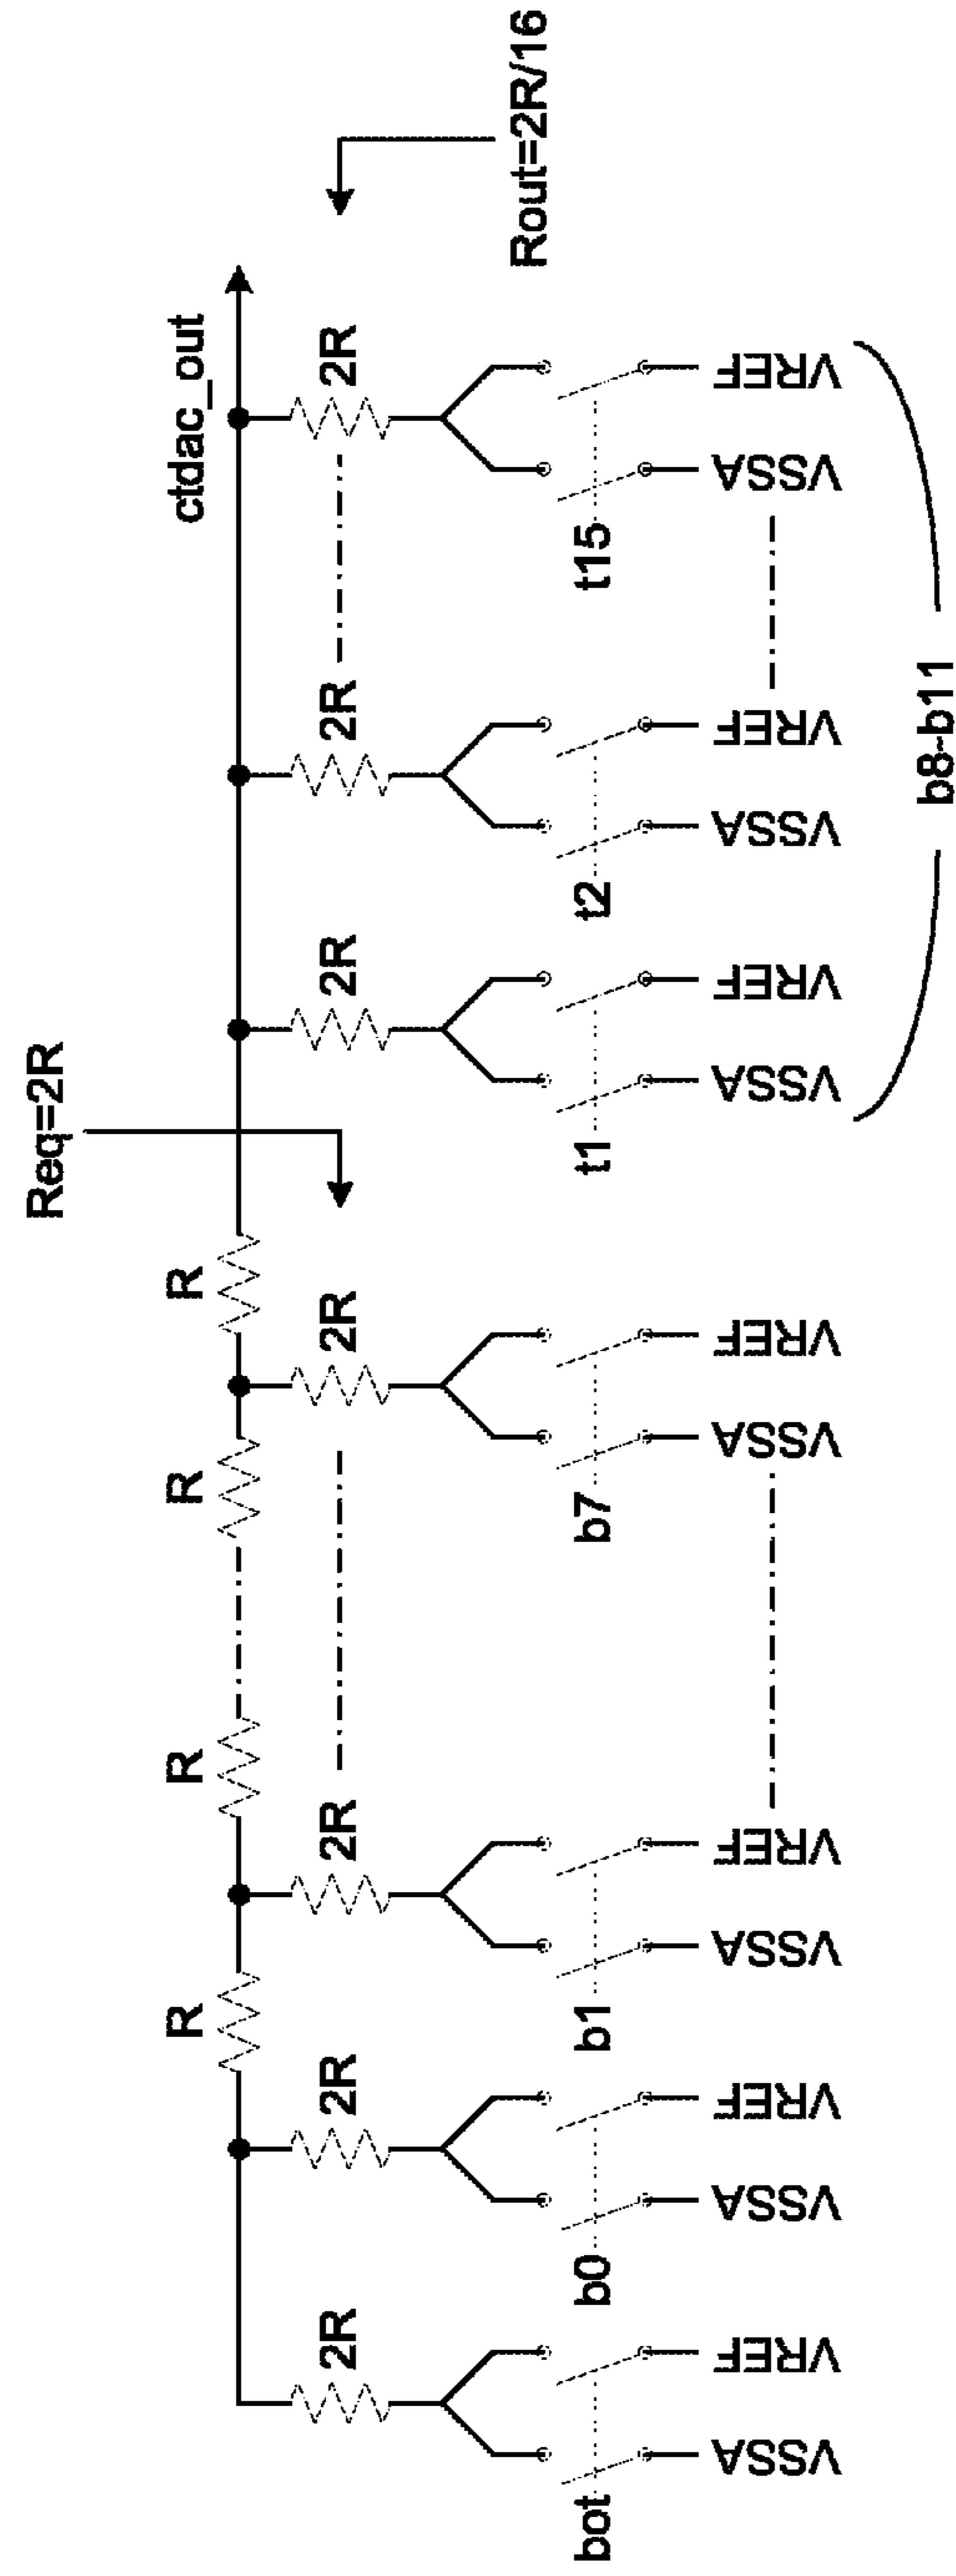 Req=2R
ctdac_out
R
R
R
R
2R
2R
2R
2R
2R
2R
2R
Rout=2R/16
bot
b0
b1
b7
t1
t2
t15
VSSA
VREF
VSSA
VREF
VSSA
VREF
VSSA
VREF
VSSA
VREF
VSSA
VREF
VSSA
VREF
b8-b11